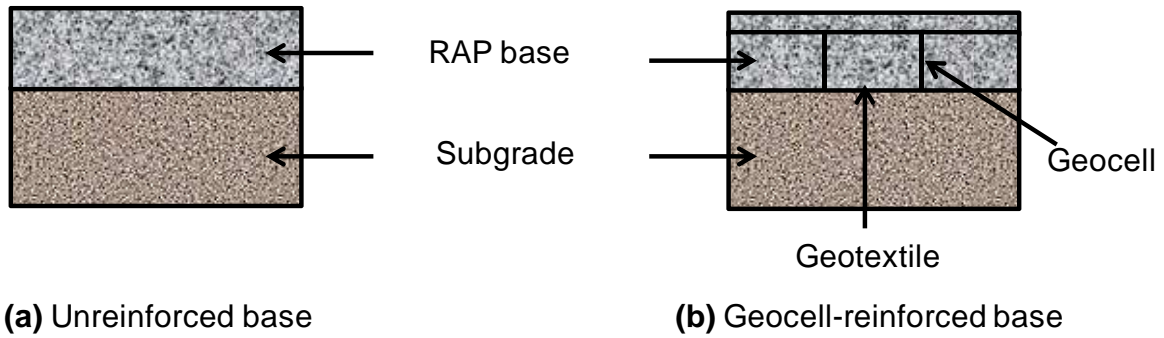 RAP base
Subgrade
Geocell
Geotextile
(a) Unreinforced base
(b) Geocell-reinforced base